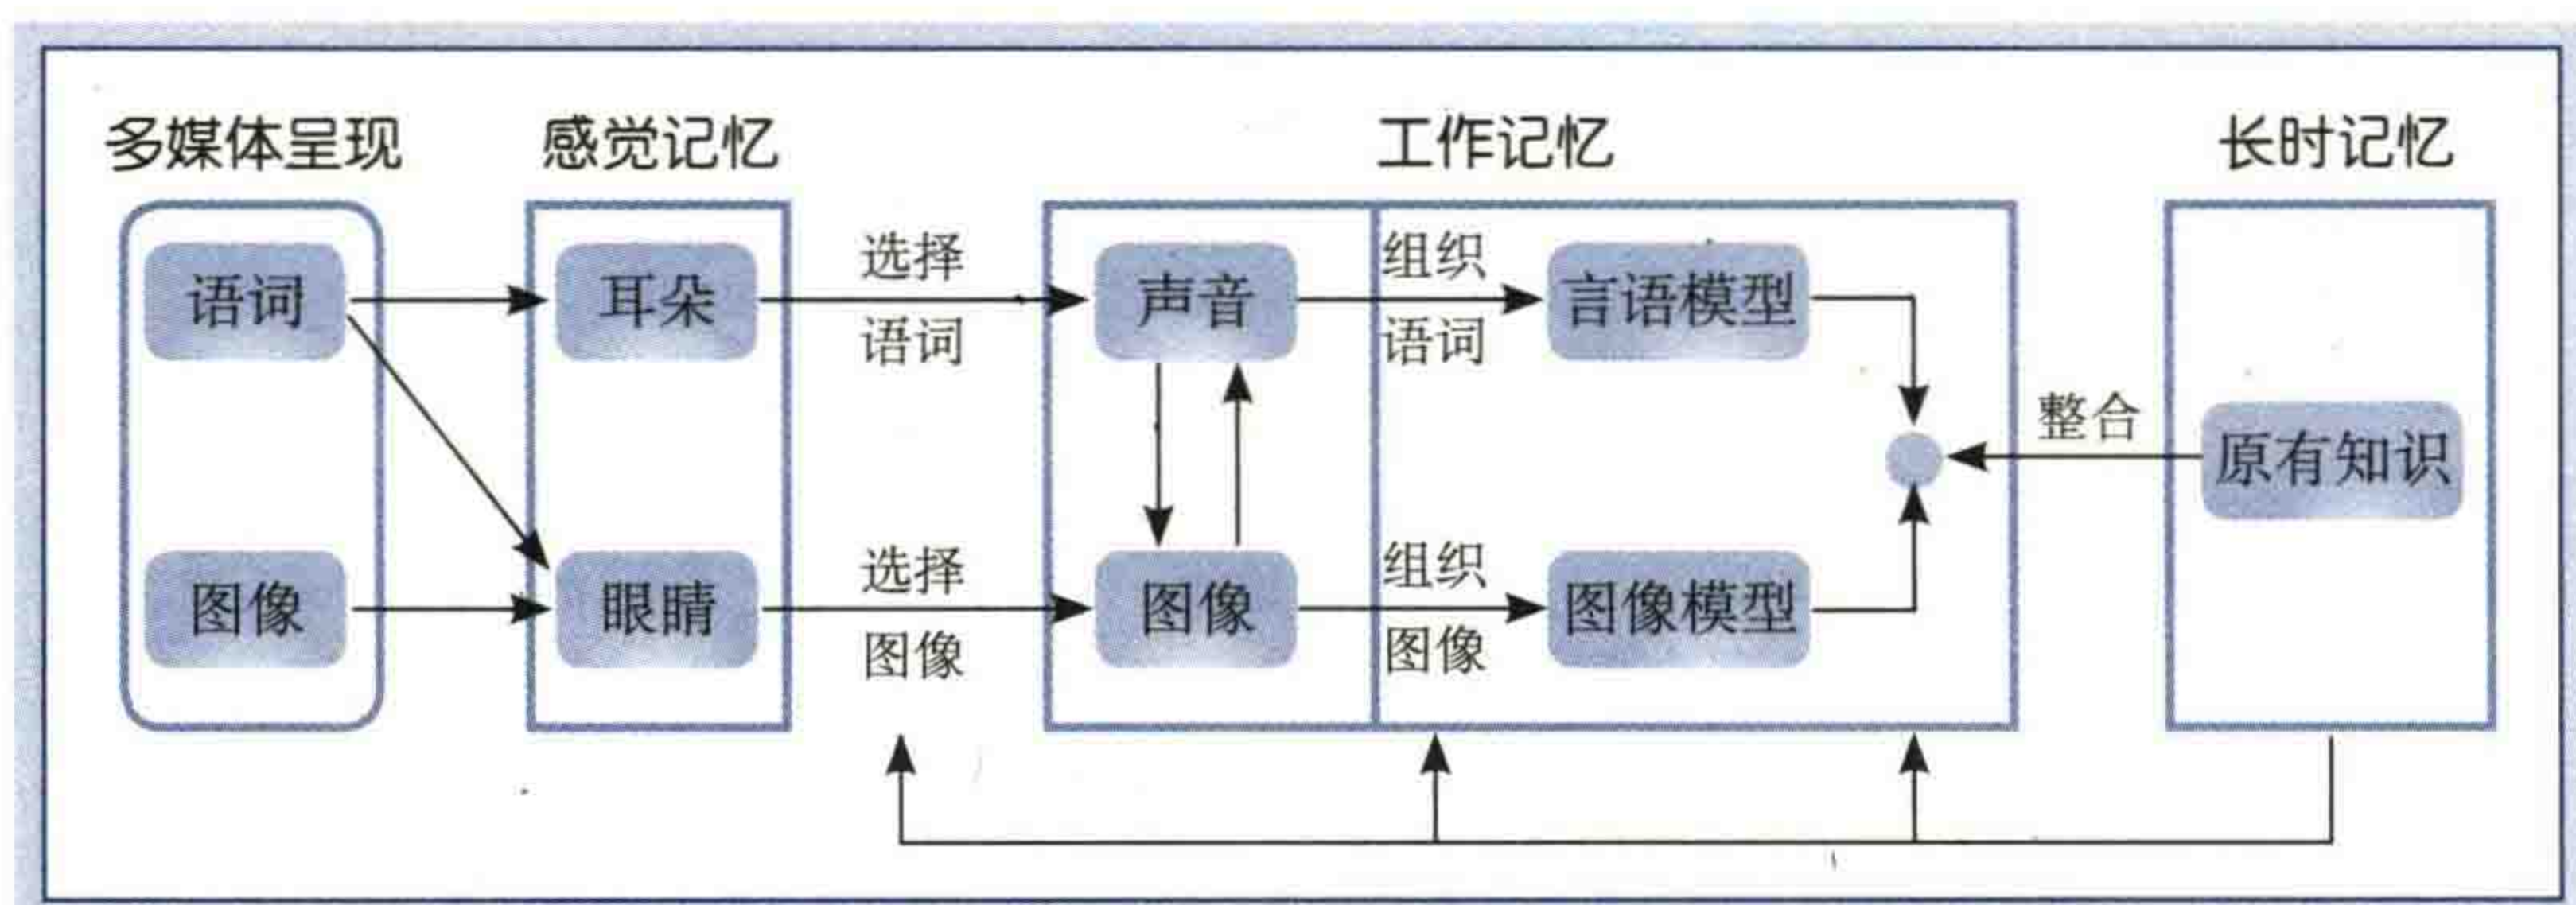 多媒体呈现 感觉记忆 工作记忆 长时记忆
语词 耳朵 选择 语词 声音 组织 语词 言语模型
整合 原有知识
图像 眼睛 选择 图像 图像 组织 图像 图像模型